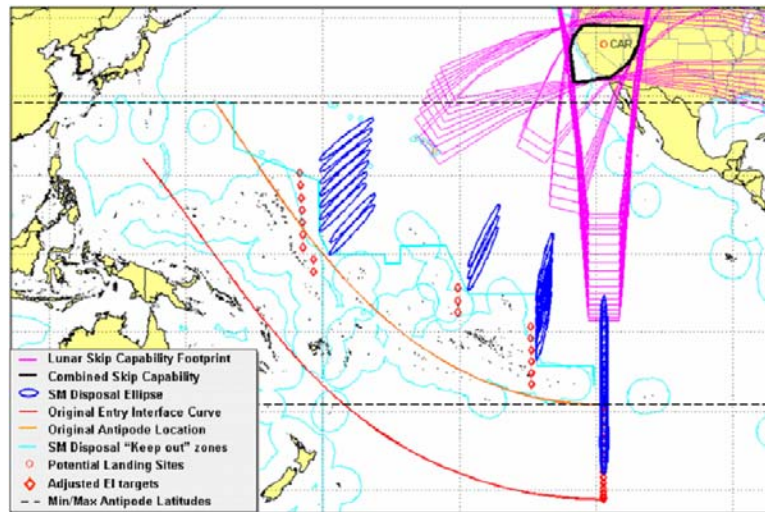 CAR
Lunar Skip Capability Footprint
Combined Skip Capability
SM Disposal Ellipse
Original Entry Interface Curve
Original Antipode Location
SM Disposal "Keep out" zones
Potential Landing Sites
Adjusted EI targets
Min/Max Antipode Latitudes